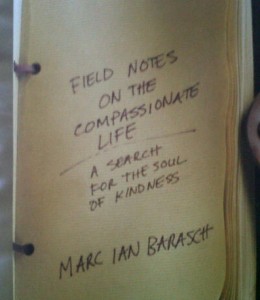 FIELD NOTES
ON THE
COMPASSIONATE
LIFE
A SEARCH
FOR THE SOUL
OF KINDNESS
MARC IAN BARASCH